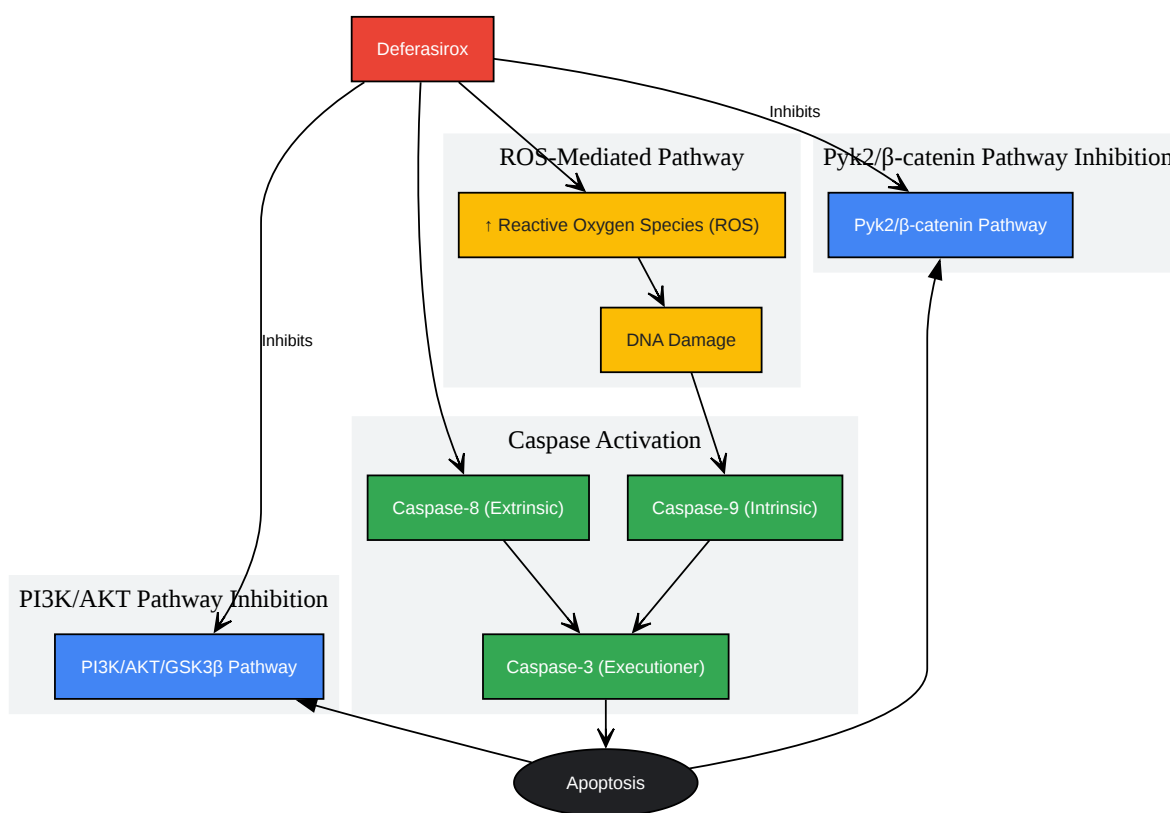 Deferasirox
Inhibits
ROS-Mediated Pathway
Pyk2/β-catenin Pathway Inhibition
↑ Reactive Oxygen Species (ROS)
Pyk2/β-catenin Pathway
DNA Damage
Inhibits
Caspase Activation
Caspase-8 (Extrinsic)
Caspase-9 (Intrinsic)
PI3K/AKT Pathway Inhibition
PI3K/AKT/GSK3β Pathway
Caspase-3 (Executioner)
Apoptosis